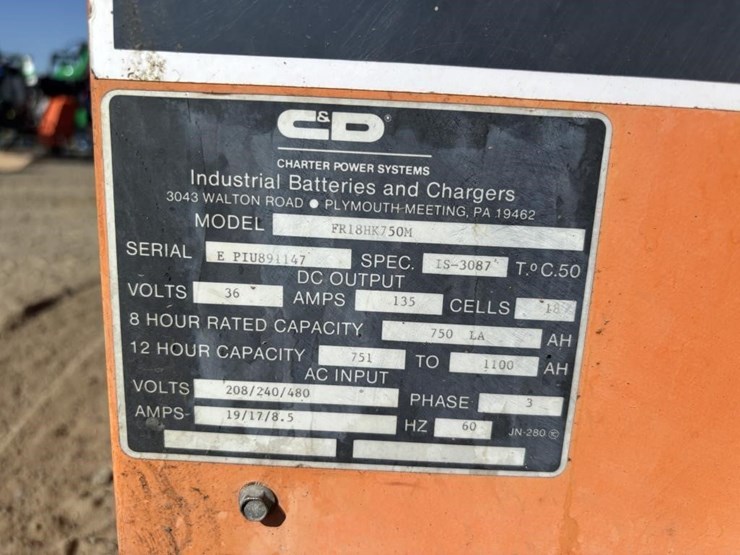 C&D®
CHARTER POWER SYSTEMS
Industrial Batteries and Chargers
3043 WALTON ROAD ● PLYMOUTH-MEETING, PA 19462
MODEL FR18HK750M
SERIAL E PIU891147 SPEC. IS-3087 T.º C.50
DC OUTPUT
VOLTS 36 AMPS 135 CELLS 18
8 HOUR RATED CAPACITY 750 LA AH
12 HOUR CAPACITY 751 TO 1100 AH
AC INPUT
VOLTS 208/240/480 PHASE 3
AMPS- 19/17/8.5 HZ 60 JN-280 ©